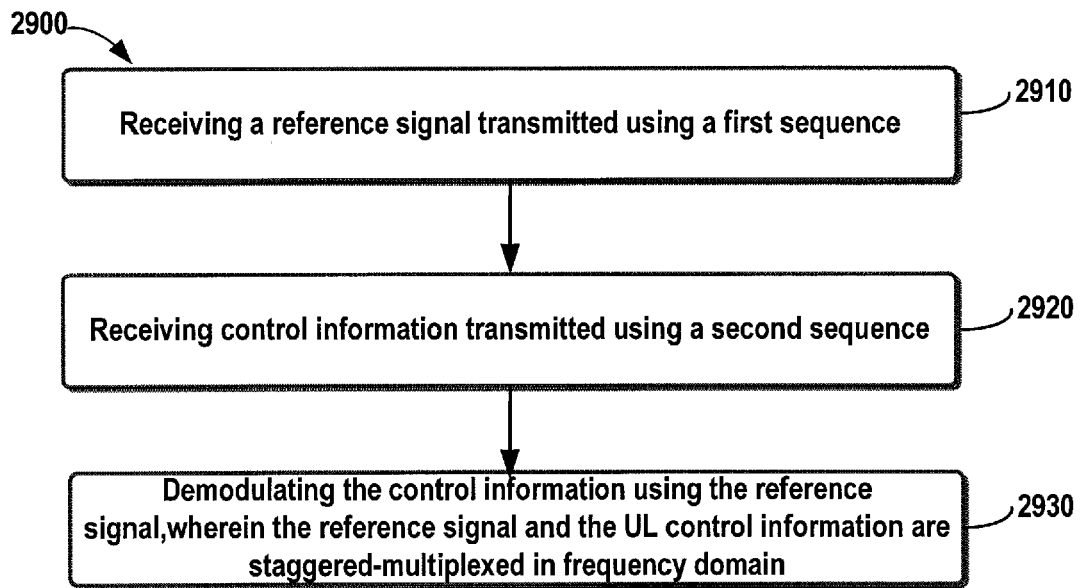 2900
Receiving a reference signal transmitted using a first sequence
2910
Receiving control information transmitted using a second sequence
2920
Demodulating the control information using the reference
signal,wherein the reference signal and the UL control information are
staggered-multiplexed in frequency domain
2930